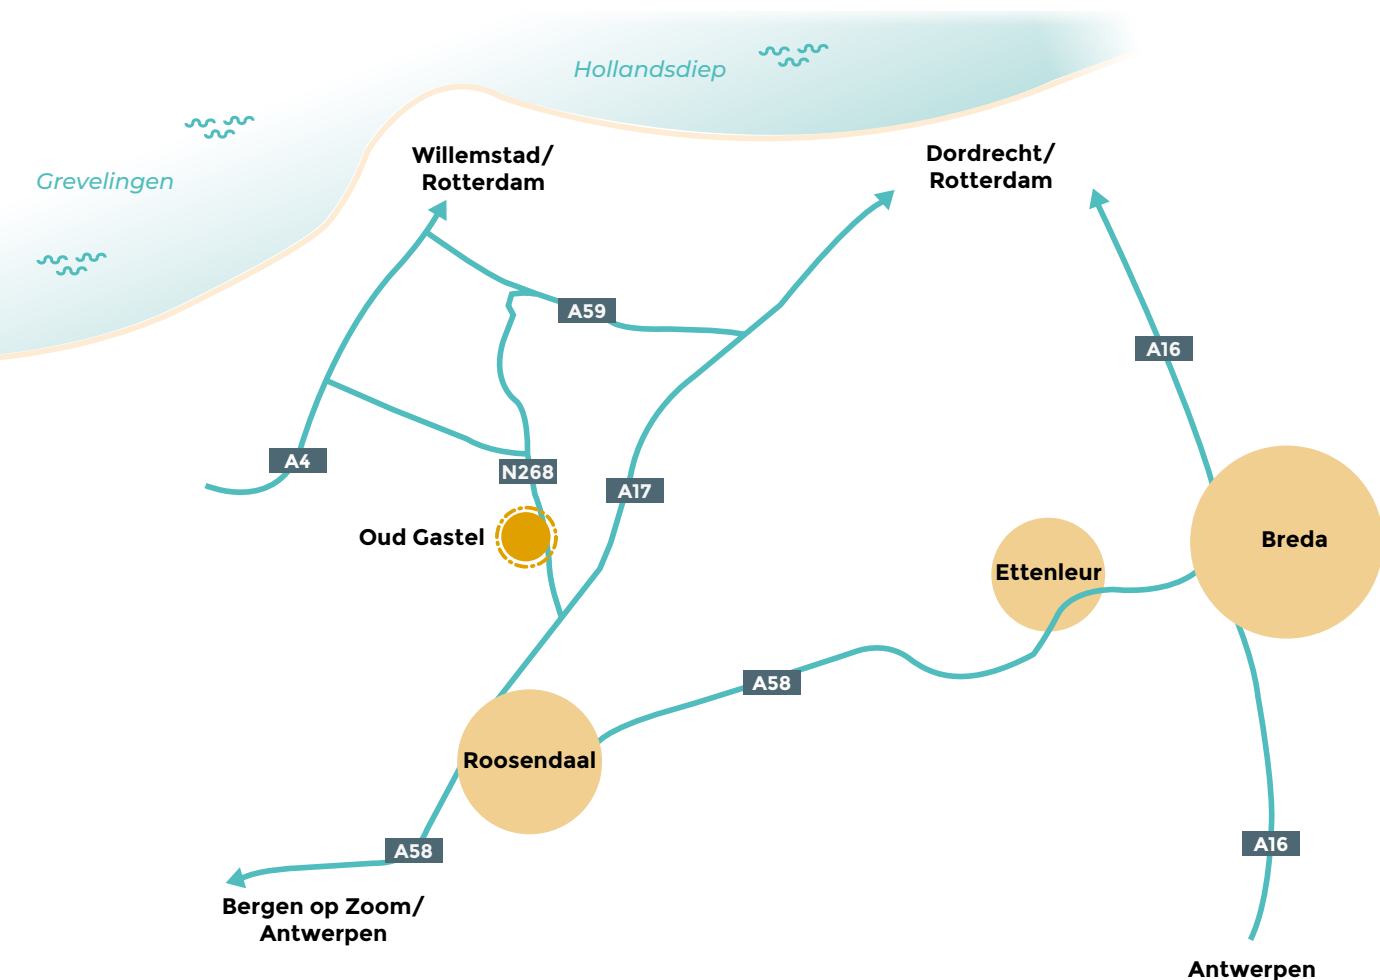 Hollandsdiep
Grevelingen
Willemstad/
Rotterdam
Dordrecht/
Rotterdam
A59
A16
A4
N268
A17
Oud Gastel
Breda
Ettenleur
A58
Roosendaal
A58
A16
Bergen op Zoom/
Antwerpen
Antwerpen